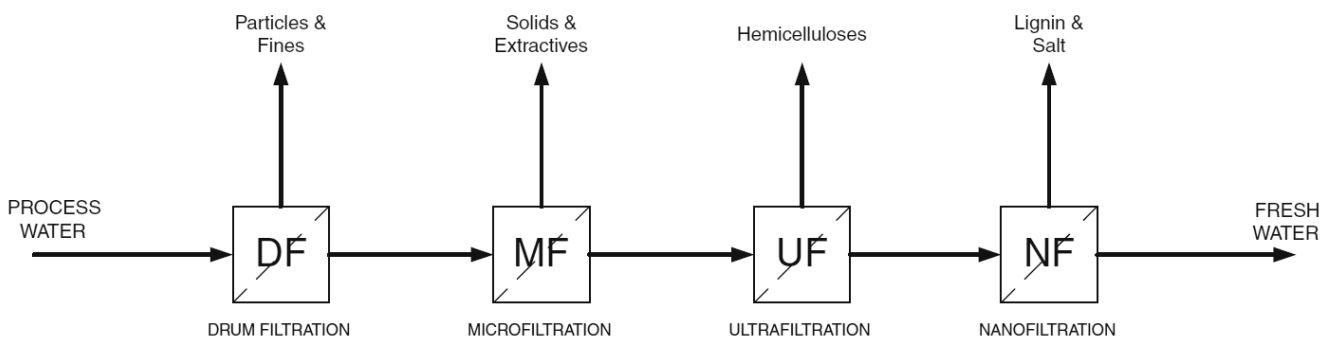 Particles &
Fines
Solids &
Extractives
Hemicelluloses
Lignin &
Salt
PROCESS
WATER
DF
MF
UF
NF
FRESH
WATER
DRUM FILTRATION
MICROFILTRATION
ULTRAFILTRATION
NANOFILTRATION